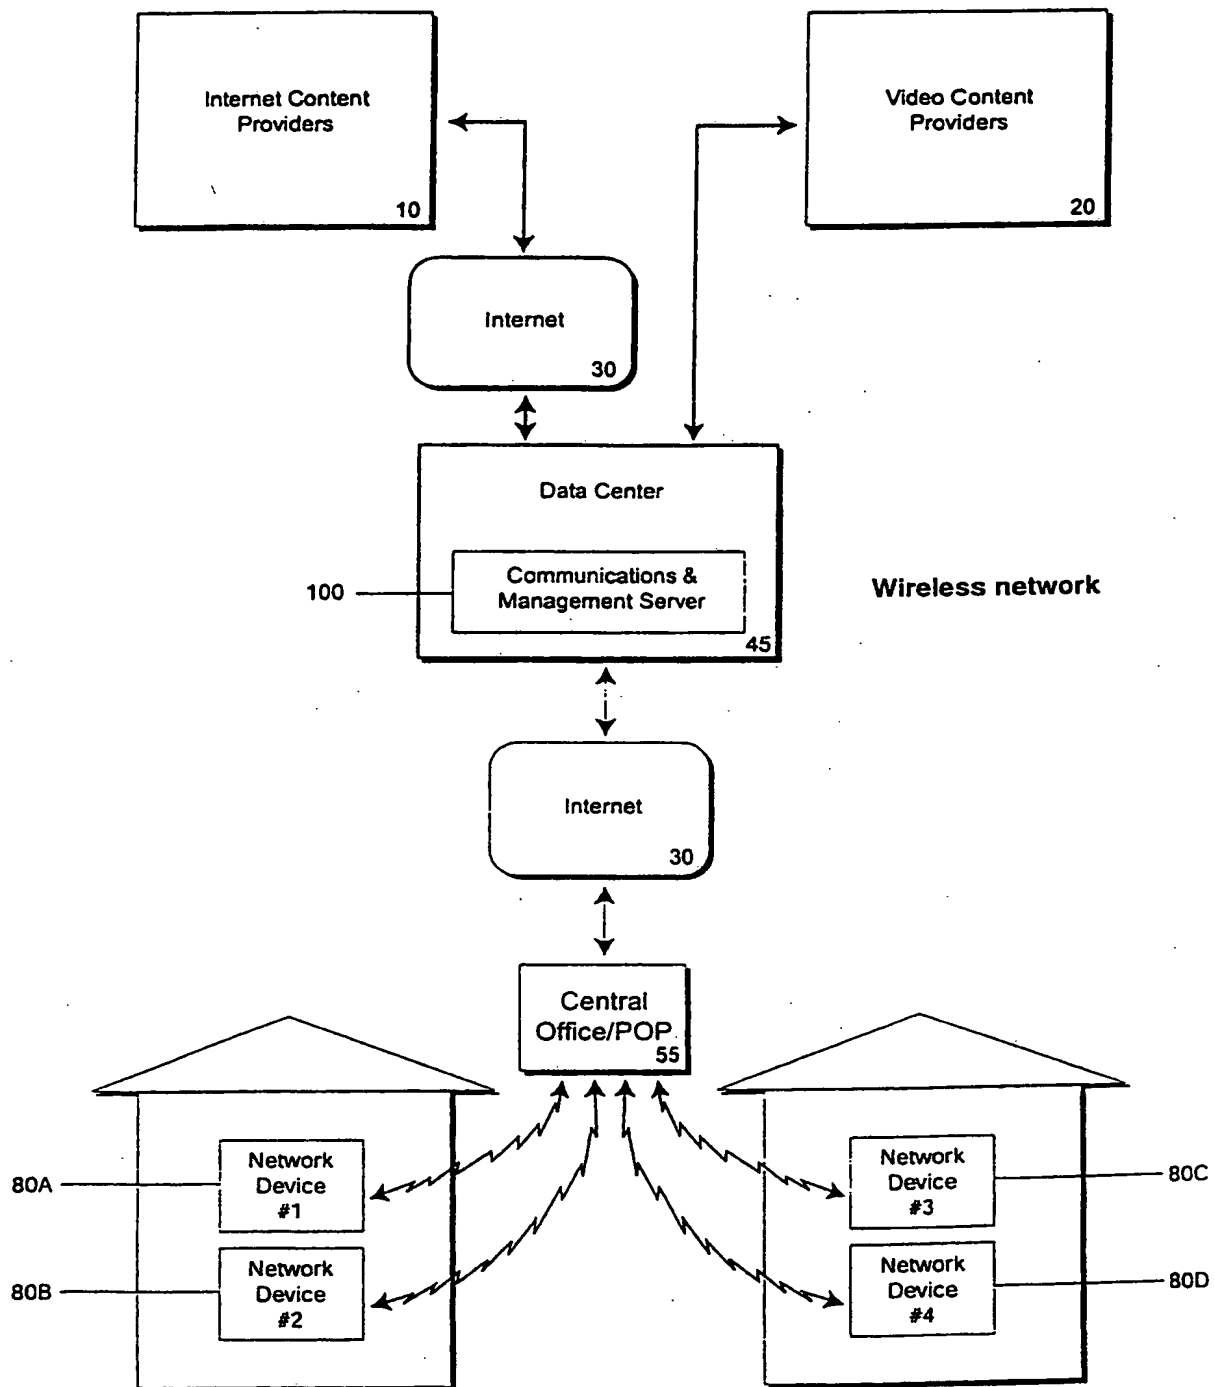 Internet Content
Providers
10
Video Content
Providers
20
Internet
30
Data Center
100
Communications &
Management Server
45
Wireless network
Internet
30
Central
Office/POP
55
80A
Network
Device
#1
80B
Network
Device
#2
Network
Device
#3
80C
Network
Device
#4
80D